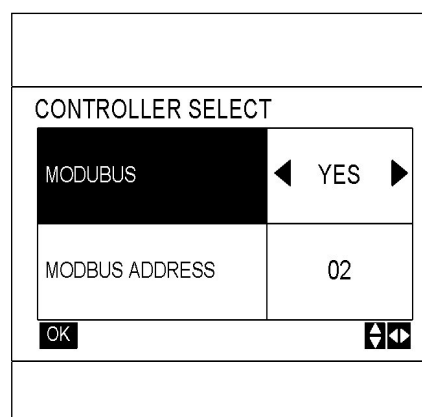 CONTROLLER SELECT
MODUBUS YES
MODBUS ADDRESS 02
OK